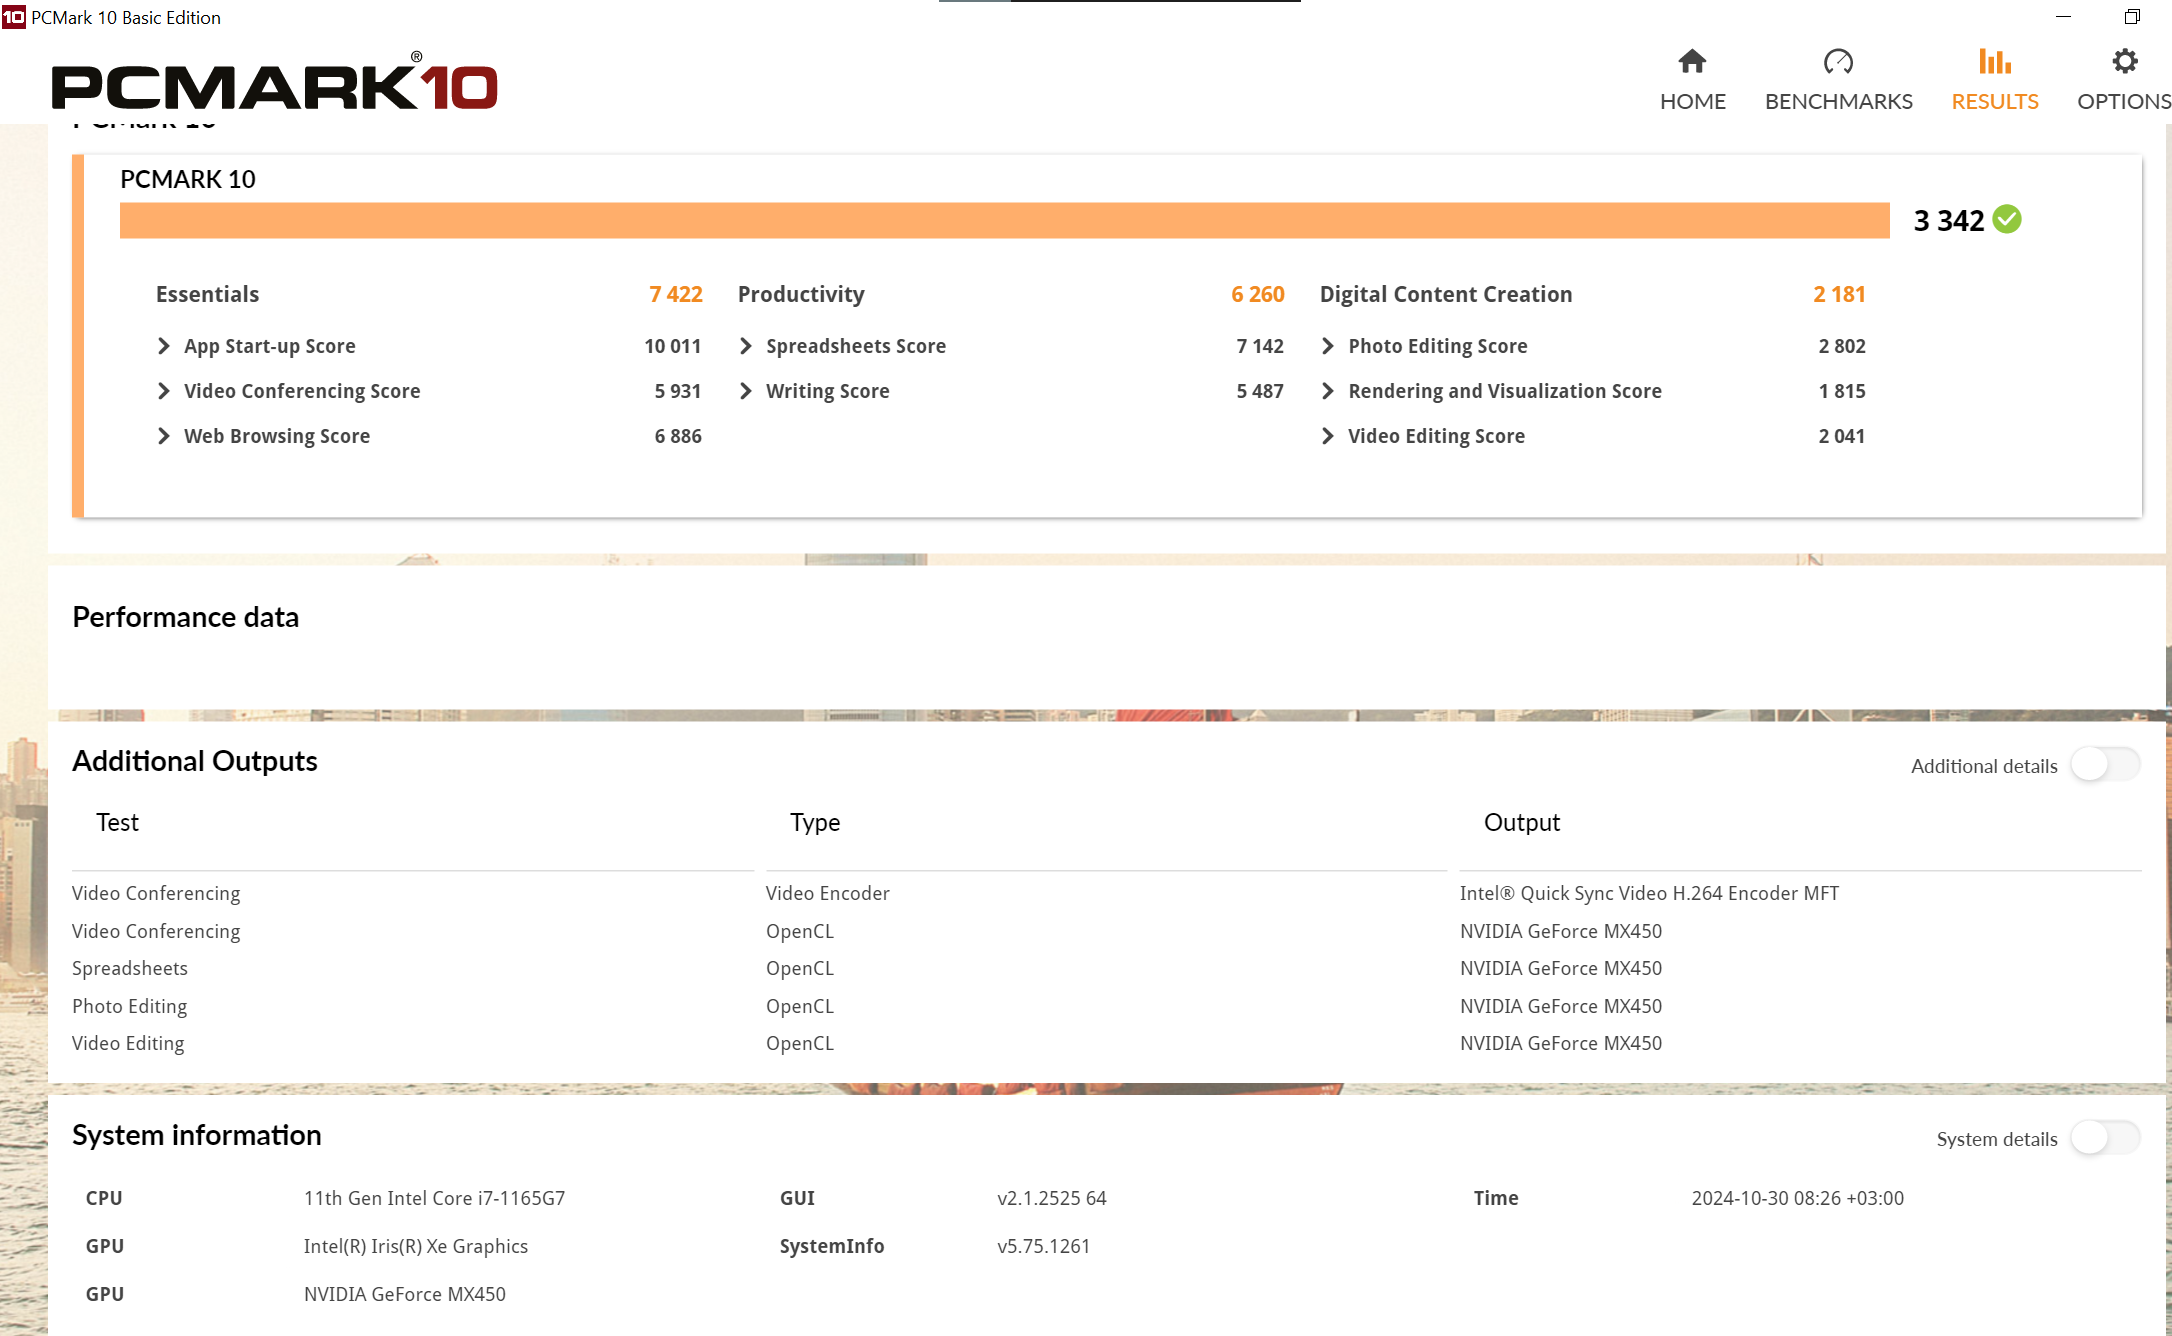 10 PCMark 10 Basic Edition
PCMARK®10
HOME BENCHMARKS RESULTS OPTIONS
PCMark 10
PCMARK 10
3 342
Essentials 7 422 Productivity 6 260 Digital Content Creation 2 181
App Start-up Score 10 011 Spreadsheets Score 7 142 Photo Editing Score 2 802
Video Conferencing Score 5 931 Writing Score 5 487 Rendering and Visualization Score 1 815
Web Browsing Score 6 886 Video Editing Score 2 041
Performance data
Additional Outputs Additional details
Test Type Output
Video Conferencing Video Encoder Intel® Quick Sync Video H.264 Encoder MFT
Video Conferencing OpenCL NVIDIA GeForce MX450
Spreadsheets OpenCL NVIDIA GeForce MX450
Photo Editing OpenCL NVIDIA GeForce MX450
Video Editing OpenCL NVIDIA GeForce MX450
System information System details
CPU 11th Gen Intel Core i7-1165G7 GUI v2.1.2525 64 Time 2024-10-30 08:26 +03:00
GPU Intel(R) Iris(R) Xe Graphics SystemInfo v5.75.1261
GPU NVIDIA GeForce MX450